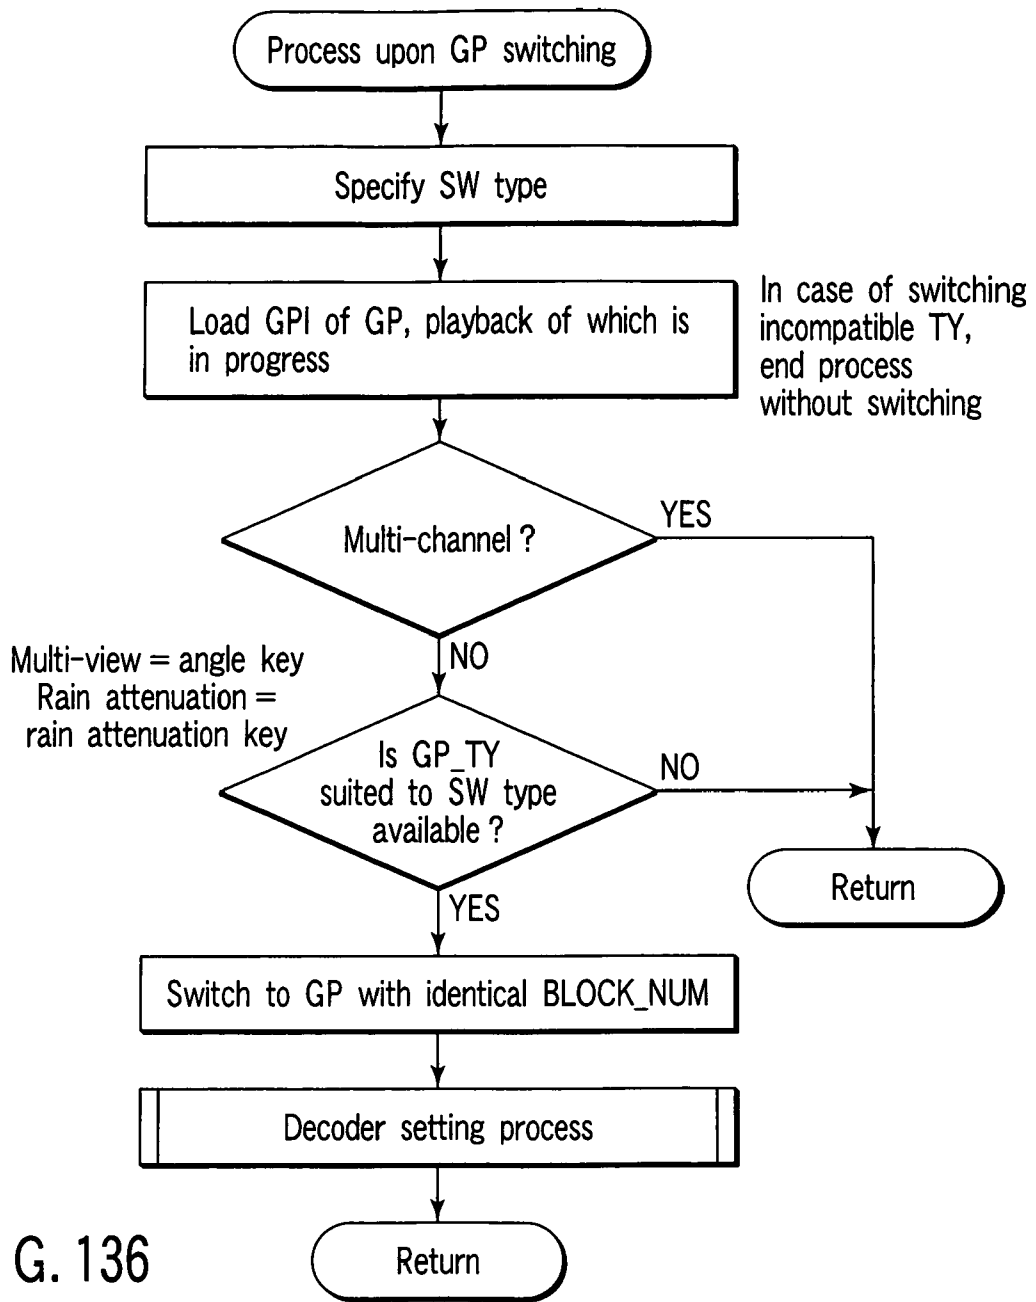 Process upon GP switching
Specify SW type
Load GPI of GP, playback of which is
in progress
In case of switching
incompatible TY,
end process
without switching
Multi-channel ?
YES
NO
Multi-view = angle key
Rain attenuation =
rain attenuation key
Is GP_TY
suited to SW type
available ?
NO
Return
YES
Switch to GP with identical BLOCK_NUM
Decoder setting process
Return
G. 136